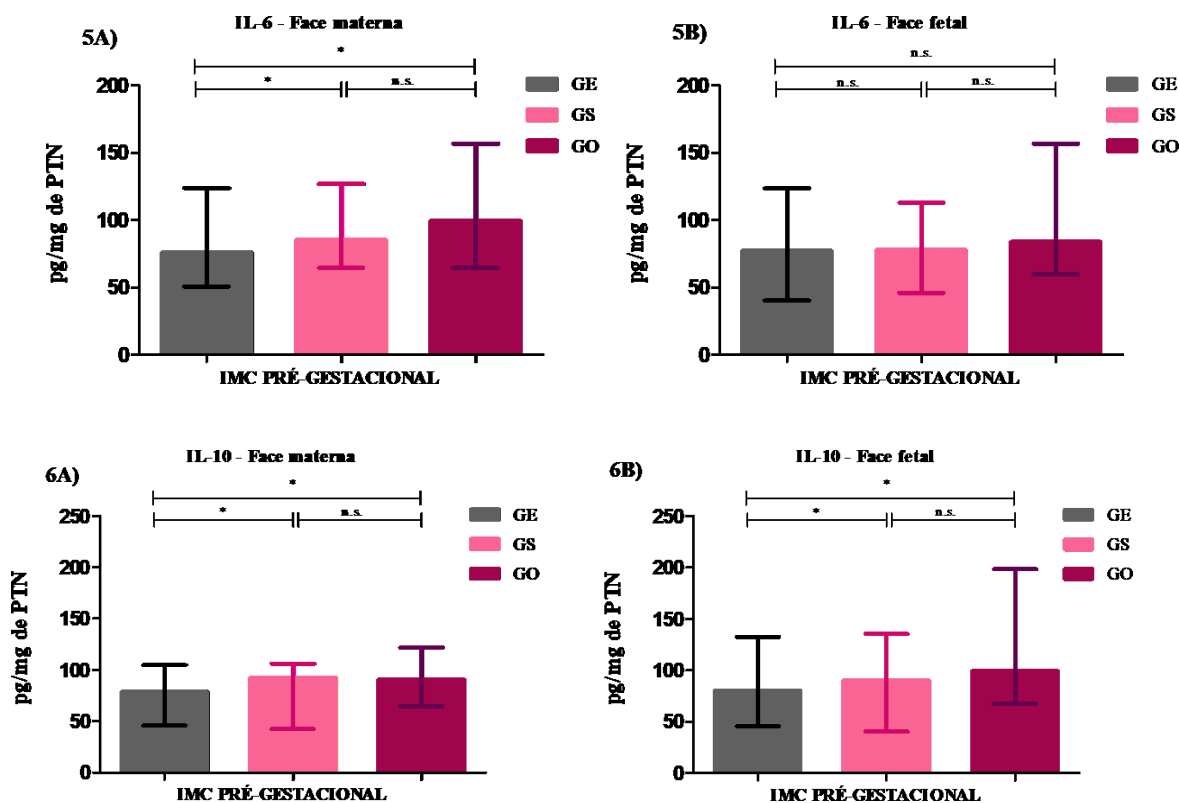 5A)
IL-6 - Face materna
*
*
n.s.
200
150
100
50
0
pg/mg de PTN
GE
GS
GO
IMC PRÉ-GESTACIONAL
5B)
IL-6 - Face fetal
n.s.
n.s.
n.s.
200
150
100
50
0
pg/mg de PTN
GE
GS
GO
IMC PRÉ-GESTACIONAL
6A)
IL-10 - Face materna
*
*
n.s.
250
200
150
100
50
0
pg/mg de PTN
GE
GS
GO
IMC PRÉ-GESTACIONAL
6B)
IL-10 - Face fetal
*
*
n.s.
250
200
150
100
50
0
pg/mg de PTN
GE
GS
GO
IMC PRÉ-GESTACIONAL